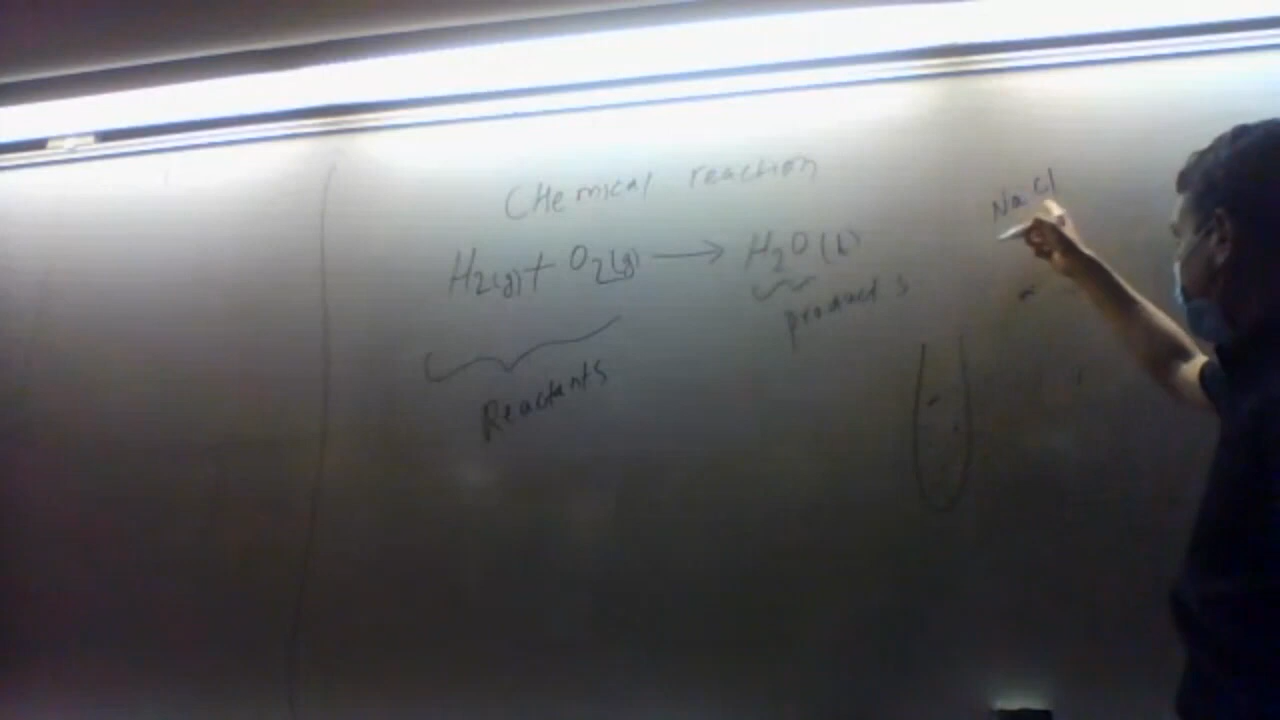 CHemical reaction
H2(g) + O2(g) → H2O(l)
products
Reactants
NaCl